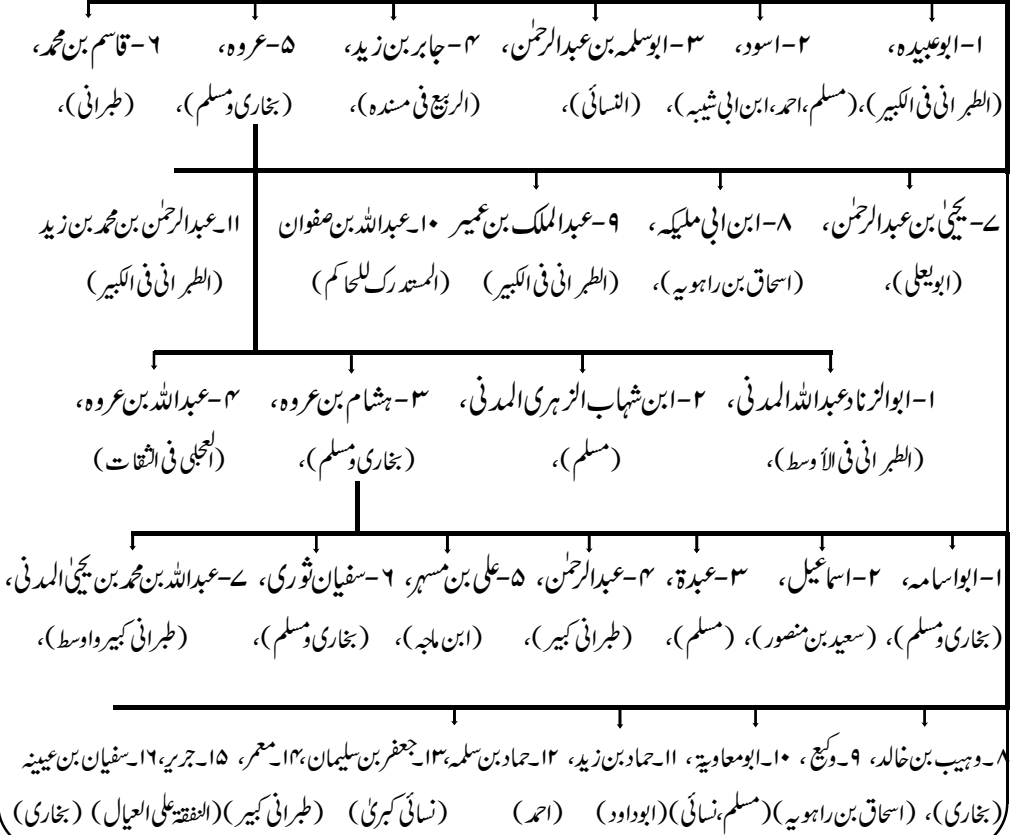 ۱-ابوعبیدہ، ۲-اسود، ۳-ابوسلمہ بن عبدالرحمٰن، ۴-جابر بن زید، ۵-عروہ، ۶-قاسم بن محمد،
(الطبرانی فی الکبیر)، (مسلم، احمد، ابن ابی شیبہ)، (النسائی)، (الربیع فی مسندہ)، (بخاری ومسلم)، (طبرانی)،
۷-یحییٰ بن عبدالرحمٰن، ۸-ابن ابی ملیکہ، ۹-عبدالملک بن عمیر ۱۰۔عبداللہ بن صفوان ۱۱۔عبدالرحمٰن بن محمد بن زید
(ابویعلی)، (اسحاق بن راہویہ)، (الطبرانی فی الکبیر) (المستدرک للحاکم) (الطبرانی فی الکبیر)
۱-ابوالزناد عبداللہ المدنی، ۲-ابن شہاب الزہری المدنی، ۳-ہشام بن عروہ، ۴-عبداللہ بن عروہ،
(الطبرانی فی الأوسط)، (مسلم)، (بخاری ومسلم)، (العجلی فی الثقات)
۱-ابواسامہ، ۲-اسماعیل، ۳-عبدۃ، ۴-عبدالرحمٰن، ۵-علی بن مسہر، ۶-سفیان ثوری، ۷-عبداللہ بن محمد بن یحییٰ المدنی،
(بخاری ومسلم)، (سعید بن منصور)، (مسلم)، (طبرانی کبیر)، (ابن ماجہ)، (بخاری ومسلم)، (طبرانی کبیر واوسط)،
۸۔وہیب بن خالد، ۹۔وکیع، ۱۰۔ابومعاویۃ، ۱۱۔حماد بن زید، ۱۲۔حماد بن سلمہ، ۱۳۔جعفر بن سلیمان، ۱۴۔معمر، ۱۵۔جریر، ۱۶۔سفیان بن عیینہ
(بخاری)، (اسحاق بن راہویہ) (مسلم، نسائی) (ابوداود) (احمد) (نسائی کبریٰ) (طبرانی کبیر) (النفقۃ علی العیال) (بخاری)